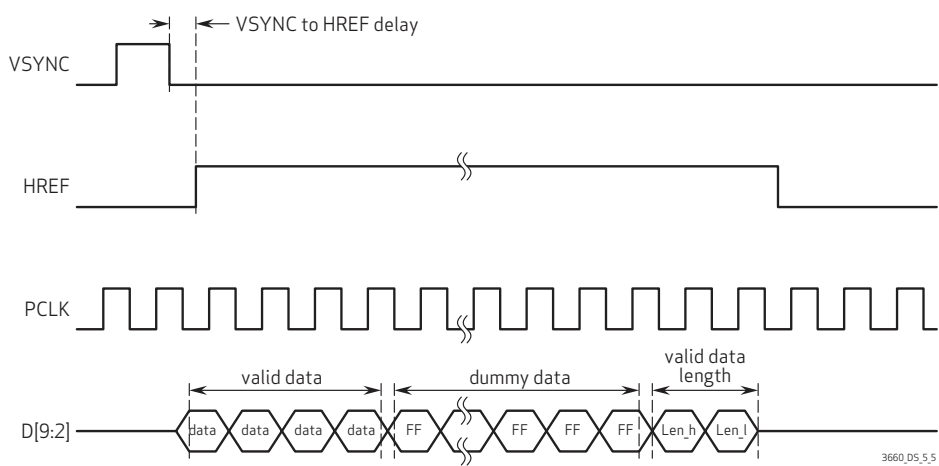 VSYNC to HREF delay
VSYNC
HREF
PCLK
valid data
dummy data
valid data
length
D[9:2]
data data data data FF FF FF FF Len_h Len_l
3660_DS_5_5